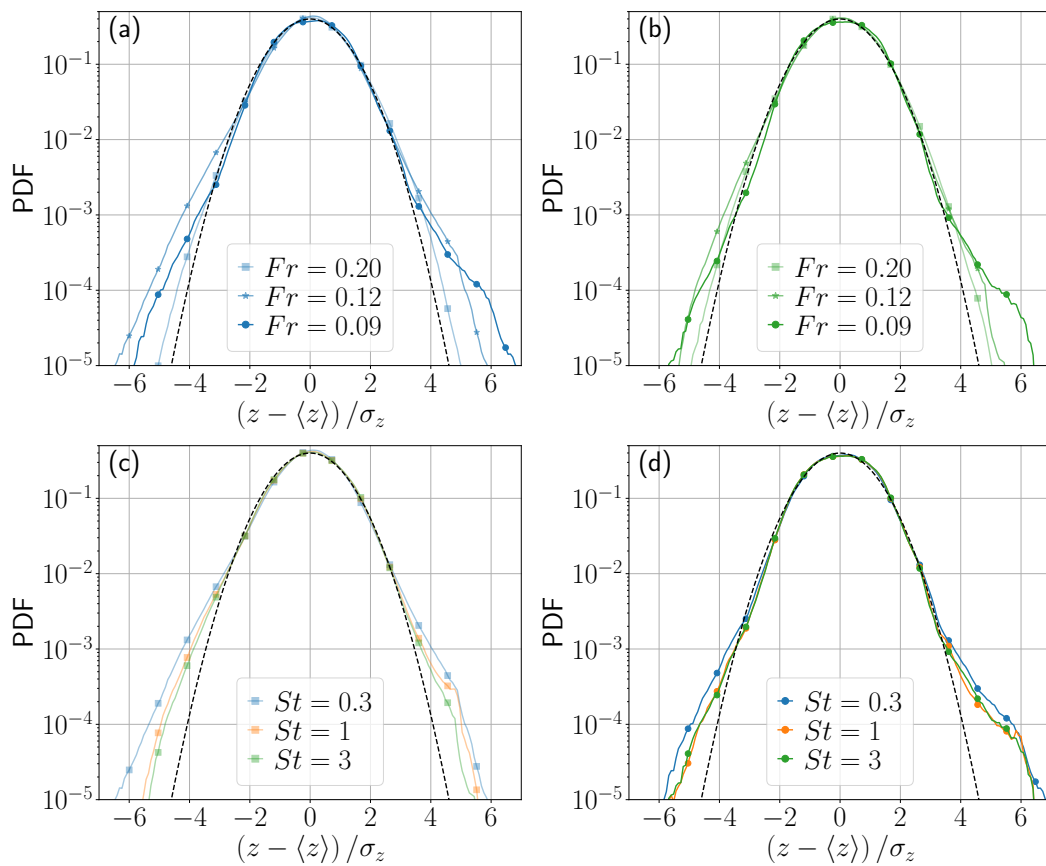 (a)
PDF
10⁻¹
10⁻²
10⁻³
10⁻⁴
10⁻⁵
Fr = 0.20
Fr = 0.12
Fr = 0.09
−6 −4 −2 0 2 4 6
(z − ⟨z⟩) /σ_z
(b)
PDF
10⁻¹
10⁻²
10⁻³
10⁻⁴
10⁻⁵
Fr = 0.20
Fr = 0.12
Fr = 0.09
−6 −4 −2 0 2 4 6
(z − ⟨z⟩) /σ_z
(c)
PDF
10⁻¹
10⁻²
10⁻³
10⁻⁴
10⁻⁵
St = 0.3
St = 1
St = 3
−6 −4 −2 0 2 4 6
(z − ⟨z⟩) /σ_z
(d)
PDF
10⁻¹
10⁻²
10⁻³
10⁻⁴
10⁻⁵
St = 0.3
St = 1
St = 3
−6 −4 −2 0 2 4 6
(z − ⟨z⟩) /σ_z